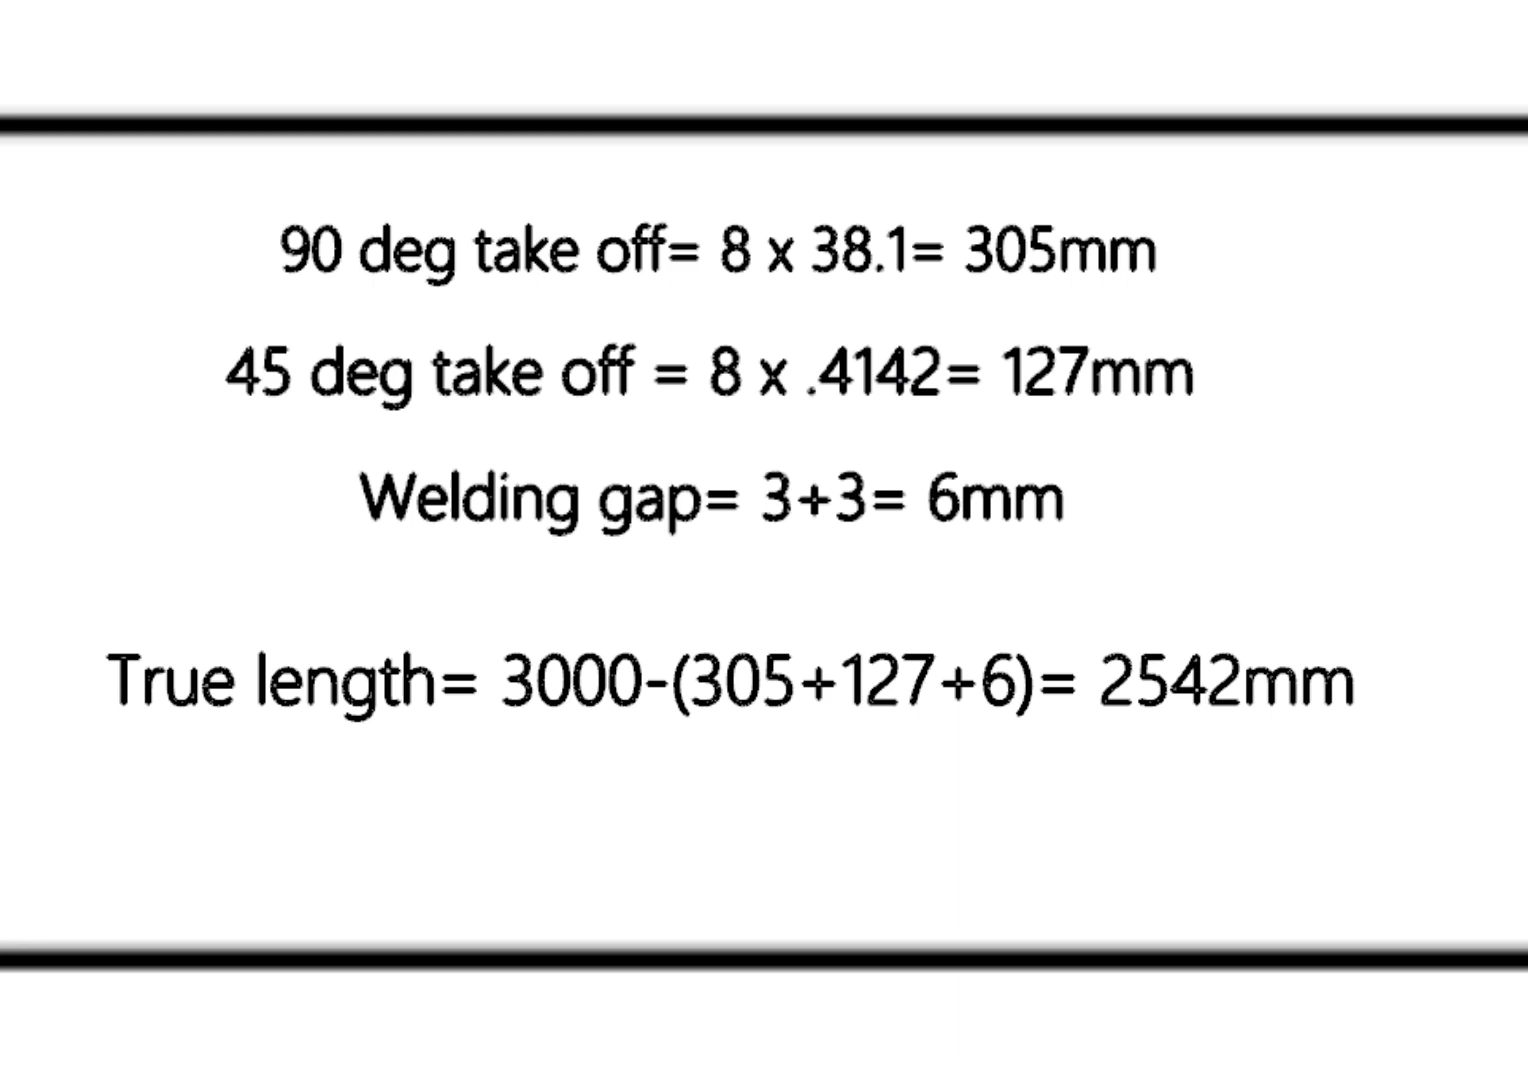 90 deg take off= 8 x 38.1= 305mm
45 deg take off = 8 x .4142= 127mm
Welding gap= 3+3= 6mm
True length= 3000-(305+127+6)= 2542mm